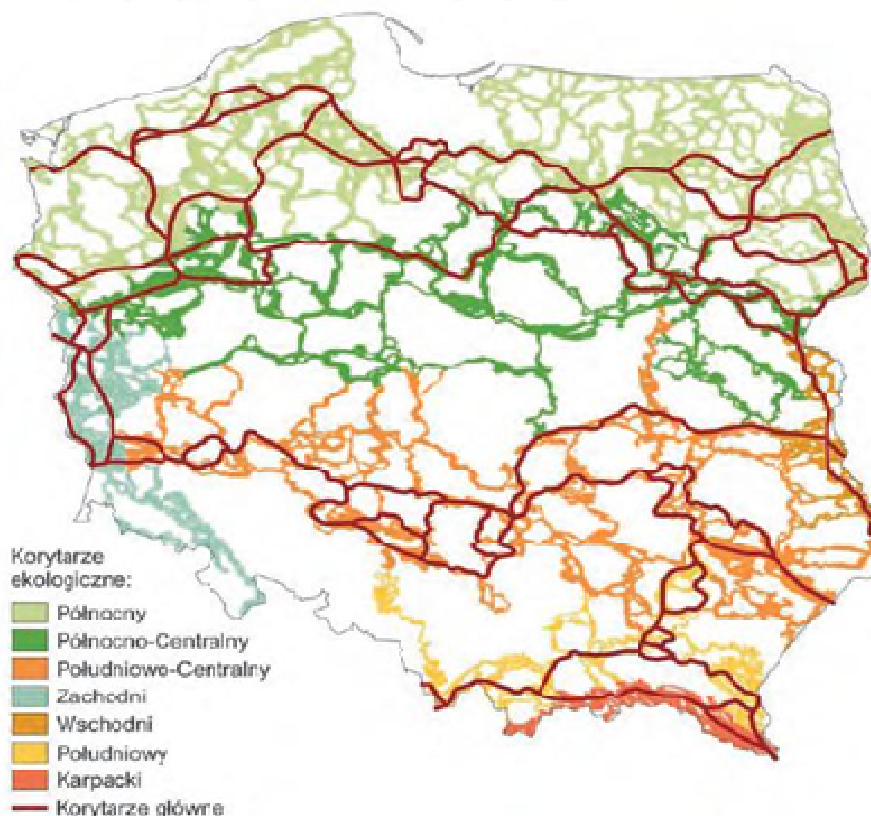 Korytarze
ekologiczne:
Północny
Północno-Centralny
Południowo-Centralny
Zachodni
Wschodni
Południowy
Karpacki
Korytarze główne